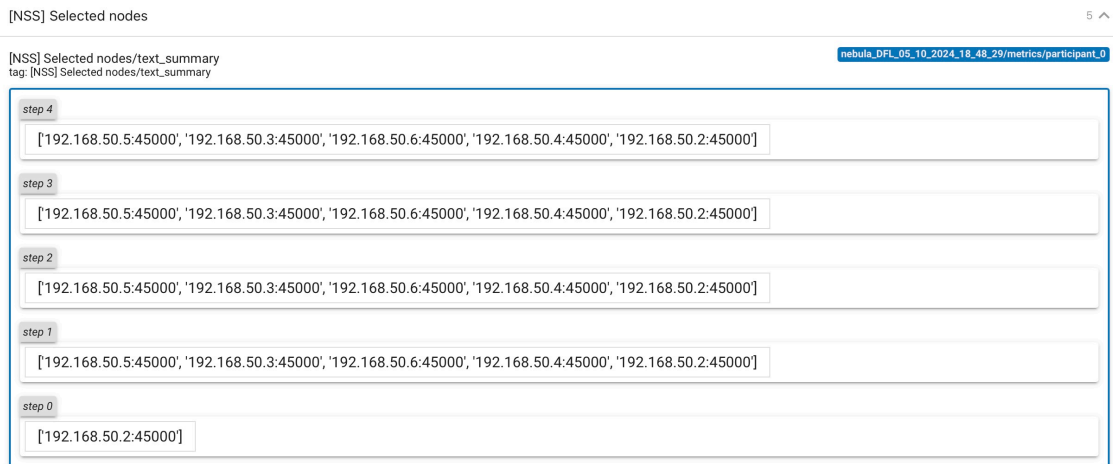 [NSS] Selected nodes
5
[NSS] Selected nodes/text_summary
nebula_DFL_05_10_2024_18_48_29/metrics/participant_0
tag: [NSS] Selected nodes/text_summary
step 4
['192.168.50.5:45000', '192.168.50.3:45000', '192.168.50.6:45000', '192.168.50.4:45000', '192.168.50.2:45000']
step 3
['192.168.50.5:45000', '192.168.50.3:45000', '192.168.50.6:45000', '192.168.50.4:45000', '192.168.50.2:45000']
step 2
['192.168.50.5:45000', '192.168.50.3:45000', '192.168.50.6:45000', '192.168.50.4:45000', '192.168.50.2:45000']
step 1
['192.168.50.5:45000', '192.168.50.3:45000', '192.168.50.6:45000', '192.168.50.4:45000', '192.168.50.2:45000']
step 0
['192.168.50.2:45000']